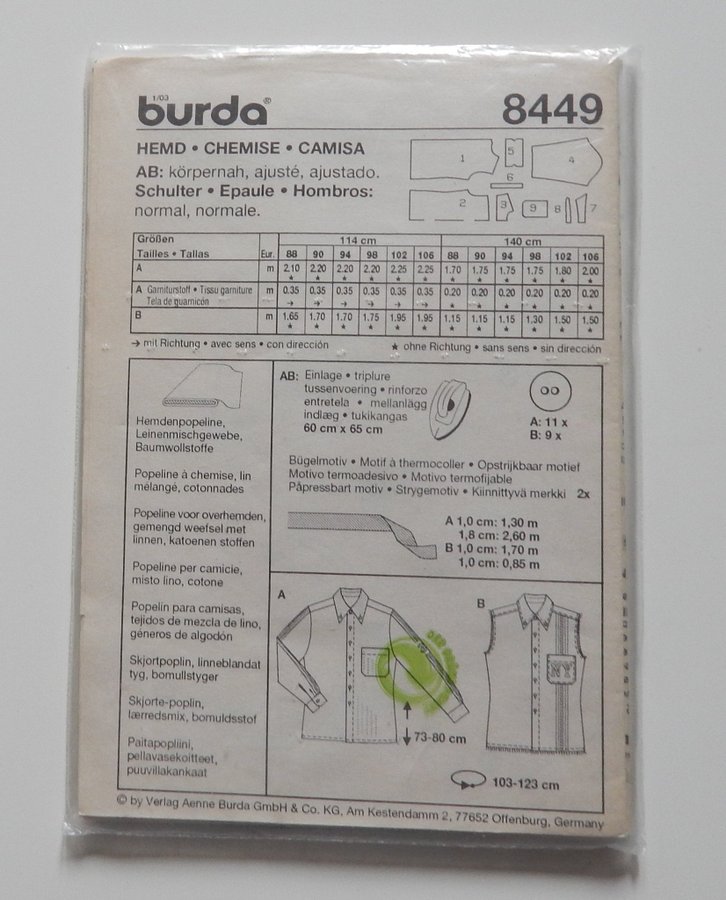 1/03
burda®
8449
HEMD • CHEMISE • CAMISA
AB: körpernah, ajusté, ajustado.
Schulter • Epaule • Hombros:
normal, normale.
1 5 4
6
2 3 9 8 7
Größen 114 cm 140 cm
Tailles • Tallas Eur. 88 90 94 98 102 106 88 90 94 98 102 106
A m 2.10 2.20 2.20 2.20 2.25 2.25 1.70 1.75 1.75 1.75 1.80 2.00
★ ★ ★ ★ ★ ★ ★ ★ ★ ★ ★ ★
A Garniturstoff • Tissu garniture m 0.35 0.35 0.35 0.35 0.35 0.35 0.20 0.20 0.20 0.20 0.20 0.20
Tela de guarnicón → → → → → → ★ ★ ★ ★ ★ ★
B m 1.65 1.70 1.70 1.75 1.95 1.95 1.15 1.15 1.15 1.30 1.50 1.50
★ ★ ★ ★ ★ ★ ★ ★ ★ ★ ★ ★
→ mit Richtung • avec sens • con dirección ★ ohne Richtung • sans sens • sin dirección
Hemdenpopeline,
Leinenmischgewebe,
Baumwollstoffe
Popeline à chemise, lin
mélangé, cotonnades
Popeline voor overhemden,
gemengd weefsel met
linnen, katoenen stoffen
Popeline per camicie,
misto lino, cotone
Popelín para camisas,
tejidos de mezcla de lino,
géneros de algodón
Skjortpoplin, linneblandat
tyg, bomullstyger
Skjorte-poplin,
lærredsmix, bomuldsstof
Paitapopliini,
pellavasekoitteet,
puuvillakankaat
AB: Einlage • triplure
tussenvoering • rinforzo
entretela • mellanlägg
indlæg • tukikangas
60 cm x 65 cm
A: 11 x
B: 9 x
Bügelmotiv • Motif à thermocoller • Opstrijkbaar motief
Motivo termoadesivo • Motivo termofijable
Påpressbart motiv • Strygemotiv • Kiinnittyvä merkki 2x
A 1,0 cm: 1,30 m
1,8 cm: 2,60 m
B 1,0 cm: 1,70 m
1,0 cm: 0,85 m
A
B
NY
73-80 cm
103-123 cm
© by Verlag Aenne Burda GmbH & Co. KG, Am Kestendamm 2, 77652 Offenburg, Germany